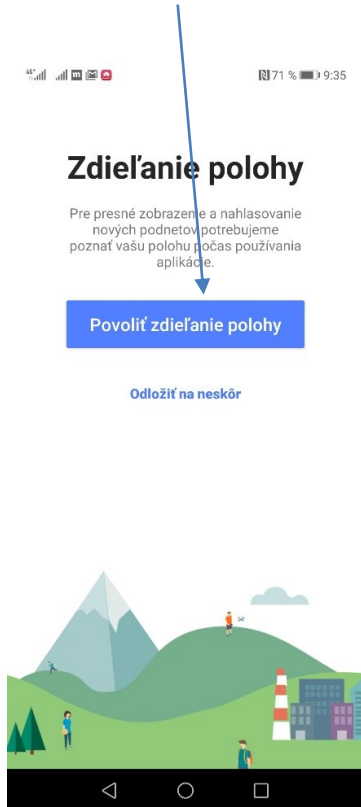 71 % 9:35
Zdieľanie polohy
Pre presné zobrazenie a nahlasovanie
nových podnetov potrebujeme
poznať vašu polohu počas používania
aplikácie.
Povoliť zdieľanie polohy
Odložiť na neskôr